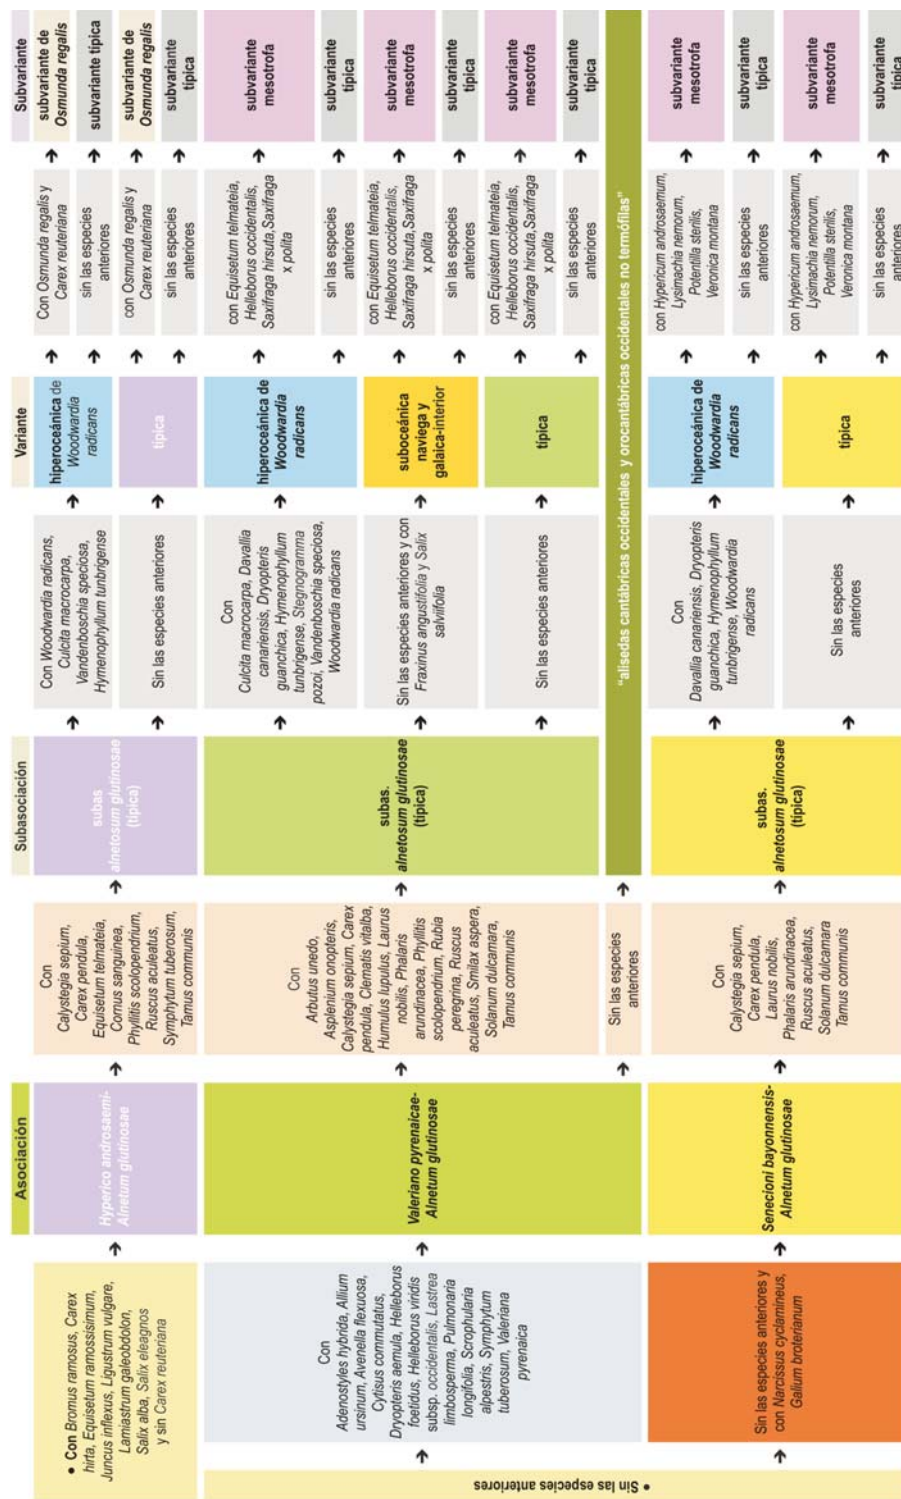 Asociación
Subasociación
Variante
Subvariante
• Con Bromus ramosus, Carex
hirta, Equisetum ramossisimum,
Juncus inflexus, Ligustrum vulgare,
Lamiastrum galeobdolon,
Salix alba, Salix eleagnos
y sin Carex reuteriana
Hyperico androsaemi-
Alnetum glutinosae
Con
Calystegia sepium,
Carex pendula,
Equisetum telmateia,
Cornus sanguinea,
Phyllitis scolopendrium,
Ruscus aculeatus,
Symphytum tuberosum,
Tamus communis
subas
alnetosum glutinosae
(típica)
Con Woodwardia radicans,
Culcita macrocarpa,
Vandenboschia speciosa,
Hymenophyllum tunbrigense
hiperoceánica de
Woodwardia
radicans
Con Osmunda regalis y
Carex reuteriana
subvariante de
Osmunda regalis
sin las especies
anteriores
subvariante típica
Sin las especies anteriores
típica
con Osmunda regalis y
Carex reuteriana
subvariante de
Osmunda regalis
sin las especies
anteriores
subvariante
típica
• Sin las especies anteriores
Con
Adenostyles hybrida, Allium
ursinum, Avenella flexuosa,
Cytisus commutatus,
Dryopteris aemula, Helleborus
foetidus, Helleborus viridis
subsp. occidentalis, Lastrea
limbosperma, Pulmonaria
longifolia, Scrophularia
alpestris, Symphytum
tuberosum, Valeriana
pyrenaica
Valeriano pyrenaicae-
Alnetum glutinosae
Con
Arbutus unedo,
Asplenium onopteris,
Calystegia sepium, Carex
pendula, Clematis vitalba,
Humulus lupulus, Laurus
nobilis, Phalaris
arundinacea, Phyllitis
scolopendrium, Rubia
peregrina, Ruscus
aculeatus, Smilax aspera,
Solanum dulcamara,
Tamus communis
subas.
alnetosum glutinosae
(típica)
Con
Culcita macrocarpa, Davallia
canariensis, Dryopteris
guanchica, Hymenophyllum
tunbrigense, Stegnogramma
pozoi, Vandenboschia speciosa,
Woodwardia radicans
hiperoceánica de
Woodwardia
radicans
con Equisetum telmateia,
Helleborus occidentalis,
Saxifraga hirsuta,Saxifraga
x polita
subvariante
mesotrofa
sin las especies
anteriores
subvariante
típica
Sin las especies anteriores y con
Fraxinus angustifolia y Salix
salviifolia
suboceánica
naviega y
galaica-interior
con Equisetum telmateia,
Helleborus occidentalis,
Saxifraga hirsuta,Saxifraga
x polita
subvariante
mesotrofa
sin las especies
anteriores
subvariante
típica
Sin las especies anteriores
típica
con Equisetum telmateia,
Helleborus occidentalis,
Saxifraga hirsuta,Saxifraga
x polita
subvariante
mesotrofa
sin las especies
anteriores
subvariante
típica
Sin las especies
anteriores
"alisedas cantábricas occidentales y orocantábricas occidentales no termófilas"
Sin las especies anteriores y
con Narcissus cyclamineus,
Galium broterianum
Senecioni bayonnensis-
Alnetum glutinosae
Con
Calystegia sepium,
Carex pendula,
Laurus nobilis,
Phalaris arundinacea,
Ruscus aculeatus,
Solanum dulcamara
Tamus communis
subas.
alnetosum glutinosae
(típica)
Con
Davallia canariensis, Dryopteris
guanchica, Hymenophyllum
tunbrigense, Woodwardia
radicans
hiperoceánica de
Woodwardia
radicans
con Hypericum androsaemum,
Lysimachia nemorum,
Potentilla sterilis,
Veronica montana
subvariante
mesotrofa
sin las especies
anteriores
subvariante
típica
Sin las especies
anteriores
típica
con Hypericum androsaemum,
Lysimachia nemorum,
Potentilla sterilis,
Veronica montana
subvariante
mesotrofa
sin las especies
anteriores
subvariante
típica